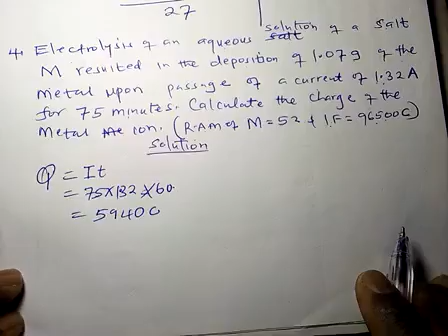 27
4. Electrolysis of an aqueous solution of a salt
M resulted in the deposition of 1.07g of the
metal upon passage of a current of 1.32A
for 75 minutes. Calculate the charge of the
metal ion. (R.A.M of M = 52 & 1F = 96500C)
Solution
Q = It
= 75×1.32×60
= 5940C